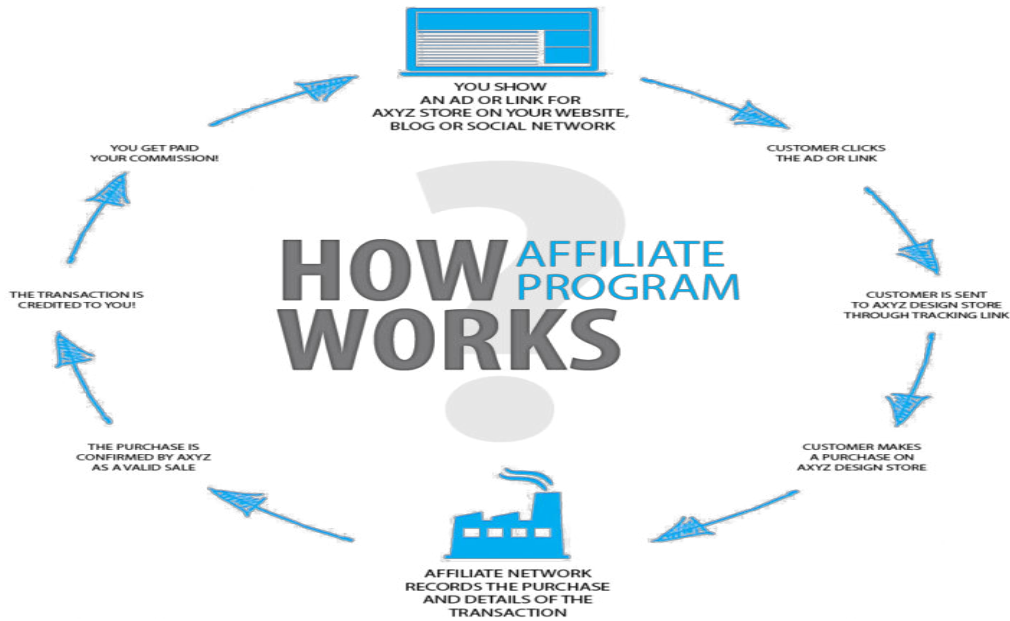 YOU SHOW
AN AD OR LINK FOR
AXYZ STORE ON YOUR WEBSITE,
BLOG OR SOCIAL NETWORK
CUSTOMER CLICKS
THE AD OR LINK
CUSTOMER IS SENT
TO AXYZ DESIGN STORE
THROUGH TRACKING LINK
CUSTOMER MAKES
A PURCHASE ON
AXYZ DESIGN STORE
AFFILIATE NETWORK
RECORDS THE PURCHASE
AND DETAILS OF THE
TRANSACTION
THE PURCHASE IS
CONFIRMED BY AXYZ
AS A VALID SALE
THE TRANSACTION IS
CREDITED TO YOU!
YOU GET PAID
YOUR COMMISSION!
?
HOW AFFILIATE
PROGRAM
WORKS